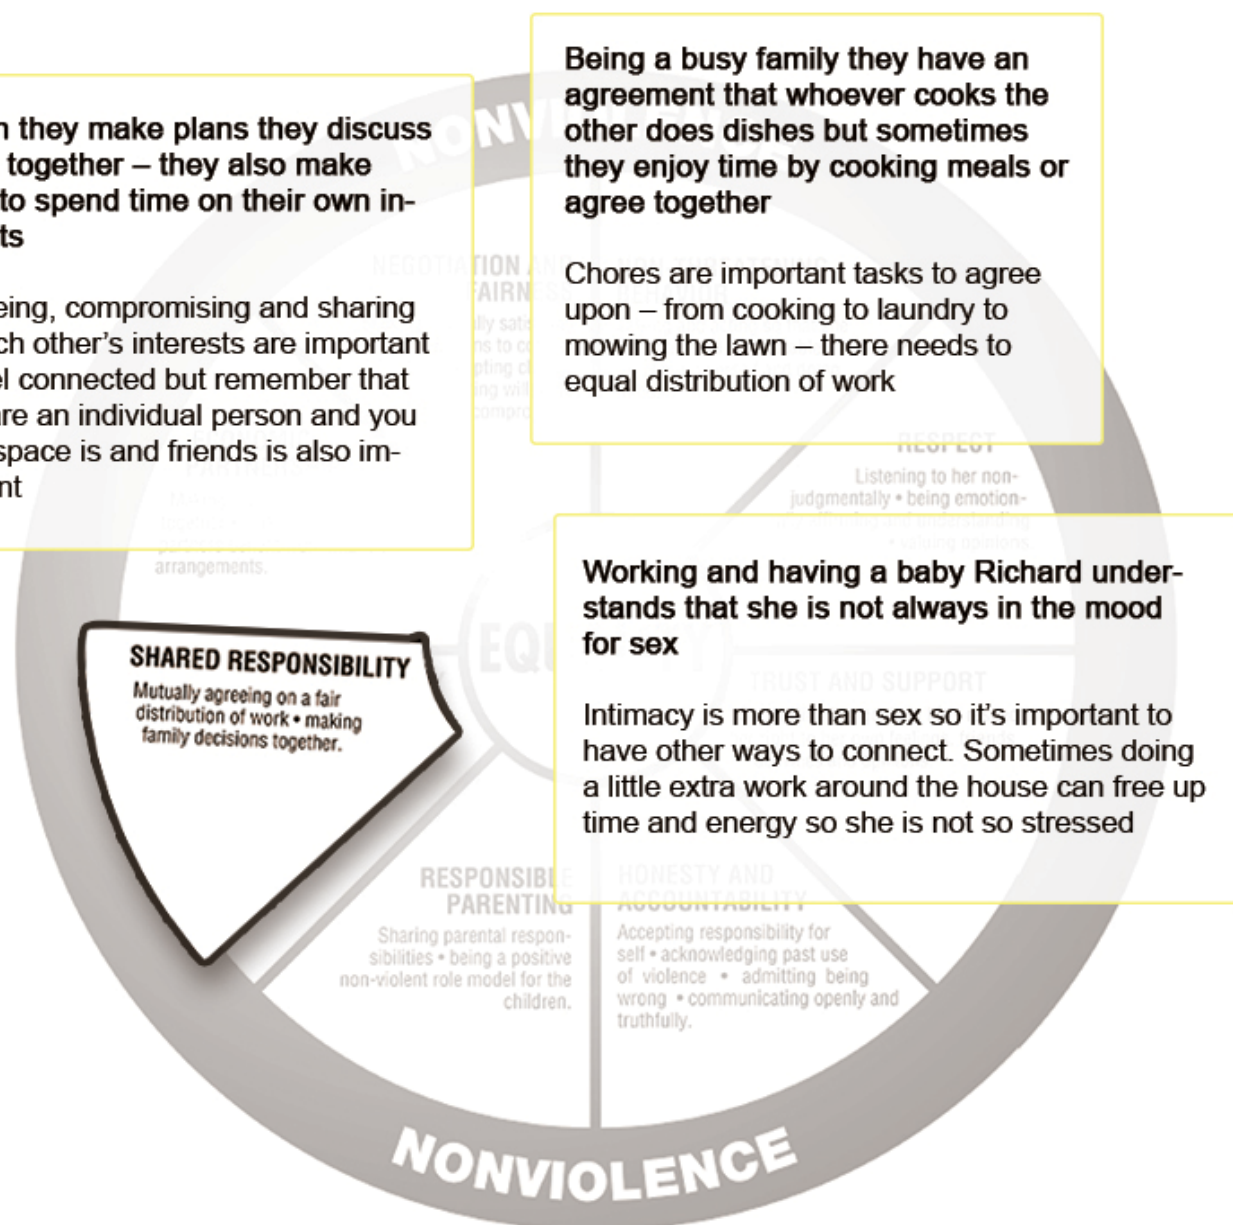 NONVIOLENCE
they make plans they discuss
together – they also make
to spend time on their own in-
ts
eing, compromising and sharing
ch other's interests are important
el connected but remember that
are an individual person and you
space is and friends is also im-
nt
Being a busy family they have an
agreement that whoever cooks the
other does dishes but sometimes
they enjoy time by cooking meals or
agree together
Chores are important tasks to agree
upon – from cooking to laundry to
mowing the lawn – there needs to
equal distribution of work
NEGOTIATION AND
FAIRNESS
arrangements.
RESPECT
Listening to her non-
judgmentally • being emotion-
• valuing opinions
Working and having a baby Richard under-
stands that she is not always in the mood
for sex
Intimacy is more than sex so it's important to
have other ways to connect. Sometimes doing
a little extra work around the house can free up
time and energy so she is not so stressed
TRUST AND SUPPORT
SHARED RESPONSIBILITY
Mutually agreeing on a fair
distribution of work • making
family decisions together.
RESPONSIBLE
PARENTING
Sharing parental respon-
sibilities • being a positive
non-violent role model for the
children.
HONESTY AND
ACCOUNTABILITY
Accepting responsibility for
self • acknowledging past use
of violence • admitting being
wrong • communicating openly and
truthfully.
NONVIOLENCE